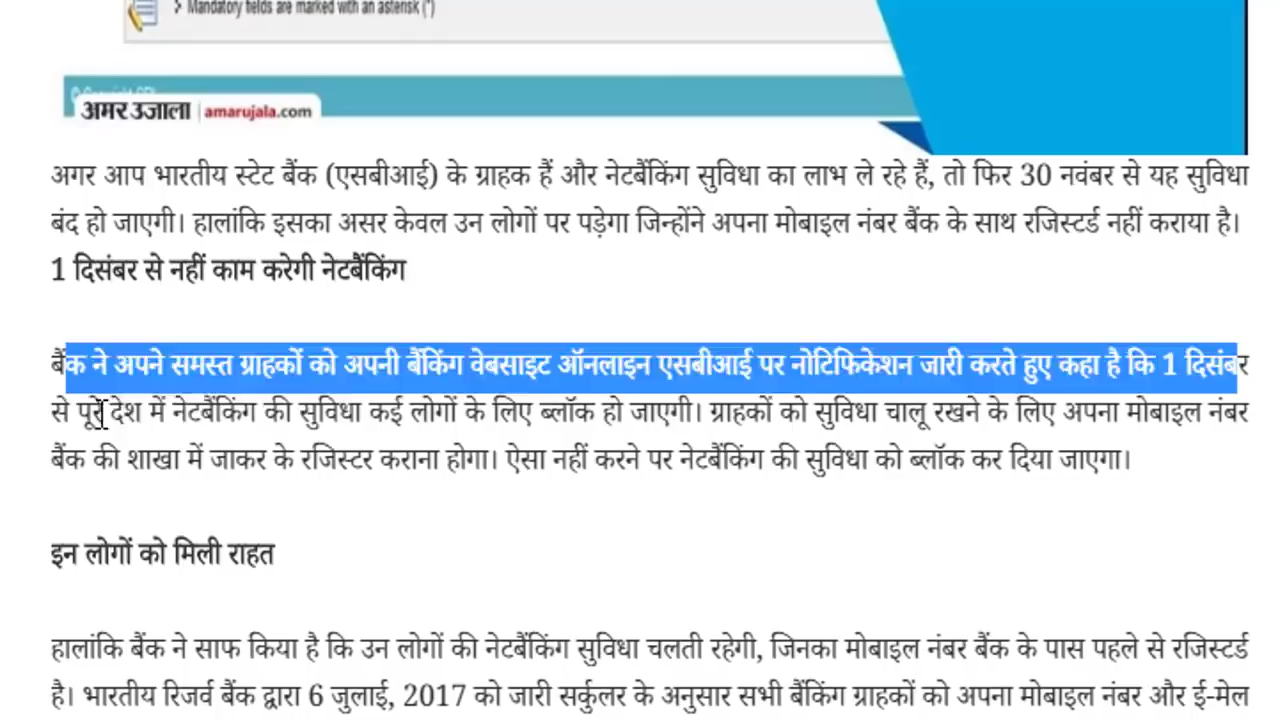 > Mandatory fields are marked with an asterisk (*)
अमर उजाला | amarujala.com
अगर आप भारतीय स्टेट बैंक (एसबीआई) के ग्राहक हैं और नेटबैंकिंग सुविधा का लाभ ले रहे हैं, तो फिर 30 नवंबर से यह सुविधा
बंद हो जाएगी। हालांकि इसका असर केवल उन लोगों पर पड़ेगा जिन्होंने अपना मोबाइल नंबर बैंक के साथ रजिस्टर्ड नहीं कराया है।
1 दिसंबर से नहीं काम करेगी नेटबैंकिंग
बैंक ने अपने समस्त ग्राहकों को अपनी बैंकिंग वेबसाइट ऑनलाइन एसबीआई पर नोटिफिकेशन जारी करते हुए कहा है कि 1 दिसंबर
से पूरे देश में नेटबैंकिंग की सुविधा कई लोगों के लिए ब्लॉक हो जाएगी। ग्राहकों को सुविधा चालू रखने के लिए अपना मोबाइल नंबर
बैंक की शाखा में जाकर के रजिस्टर कराना होगा। ऐसा नहीं करने पर नेटबैंकिंग की सुविधा को ब्लॉक कर दिया जाएगा।
इन लोगों को मिली राहत
हालांकि बैंक ने साफ किया है कि उन लोगों की नेटबैंकिंग सुविधा चलती रहेगी, जिनका मोबाइल नंबर बैंक के पास पहले से रजिस्टर्ड
है। भारतीय रिजर्व बैंक द्वारा 6 जुलाई, 2017 को जारी सर्कुलर के अनुसार सभी बैंकिंग ग्राहकों को अपना मोबाइल नंबर और ई-मेल